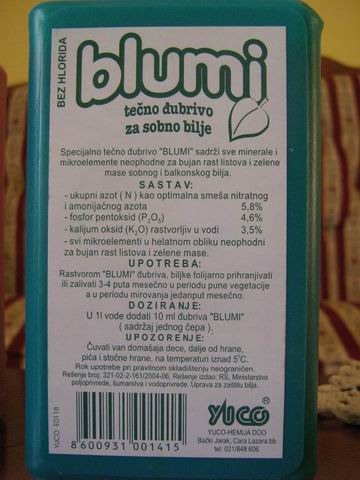 BEZ HLORIDA
blumi
tečno đubrivo
za sobno bilje
Specijalno tečno đubrivo "BLUMI" sadrži sve minerale i
mikroelemente neophodne za bujan rast listova i zelene
mase sobnog i balkonskog bilja.
SASTAV:
- ukupni azot ( N ) kao optimalna smeša nitratnog
i amonijačnog azota 5,8%
- fosfor pentoksid (P₂O₅) 4,6%
- kalijum oksid (K₂O) rastvorljiv u vodi 3,5%
- svi mikroelementi u helatnom obliku neophodni
za bujan rast listova i zelene mase.
UPOTREBA:
Rastvorom "BLUMI" đubriva, biljke folijarno prihranjivati
ili zalivati 3-4 puta mesečno u periodu pune vegetacije
a u periodu mirovanja jedanput mesečno.
DOZIRANJE:
U 1l vode dodati 10 ml đubriva "BLUMI"
( sadržaj jednog čepa ).
UPOZORENJE:
Čuvati van domašaja dece, dalje od hrane,
pića i stočne hrane, na temperaturi iznad 5°C.
Rok upotrebe pri pravilnom skladištenju neograničen.
Rešenje broj: 321-02-2-161/2004-06, Rešenje izdao: RS, Ministarstvo
poljoprivrede, šumarstva i vodoprivrede. Uprava za zaštitu bilja.
YUCO E0118
8600931001415
YUCO ®
YUCO-HEMIJA DOO
Bački Jarak, Cara Lazara bb
tel: 021/848 606